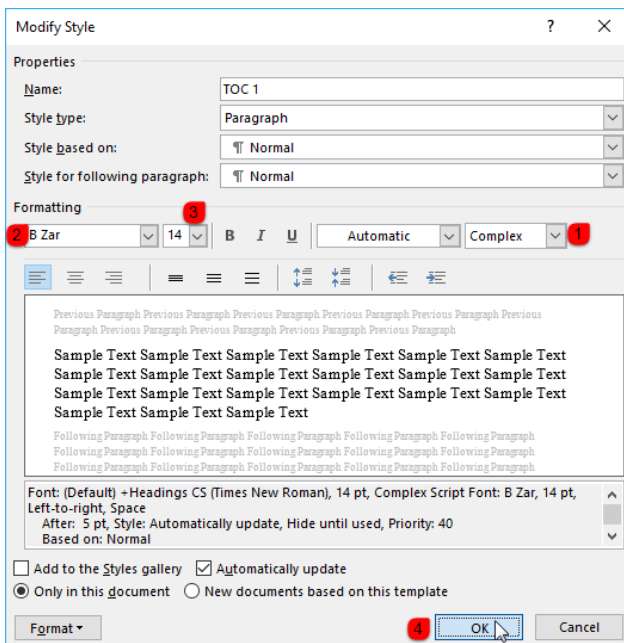 Modify Style ? ×
Properties
Name: TOC 1
Style type: Paragraph
Style based on: ¶ Normal
Style for following paragraph: ¶ Normal
Formatting
3
2 B Zar 14 B I U Automatic Complex 1
Previous Paragraph Previous Paragraph Previous Paragraph Previous Paragraph Previous Paragraph Previous
Paragraph Previous Paragraph Previous Paragraph Previous Paragraph Previous Paragraph
Sample Text Sample Text Sample Text Sample Text Sample Text Sample Text
Sample Text Sample Text Sample Text Sample Text Sample Text Sample Text
Sample Text Sample Text Sample Text Sample Text Sample Text Sample Text
Sample Text Sample Text Sample Text
Following Paragraph Following Paragraph Following Paragraph Following Paragraph Following Paragraph
Following Paragraph Following Paragraph Following Paragraph Following Paragraph Following Paragraph
Following Paragraph Following Paragraph Following Paragraph Following Paragraph Following Paragraph
Font: (Default) +Headings CS (Times New Roman), 14 pt, Complex Script Font: B Zar, 14 pt,
Left-to-right, Space
After: 5 pt, Style: Automatically update, Hide until used, Priority: 40
Based on: Normal
Add to the Styles gallery Automatically update
Only in this document New documents based on this template
Format 4 OK Cancel